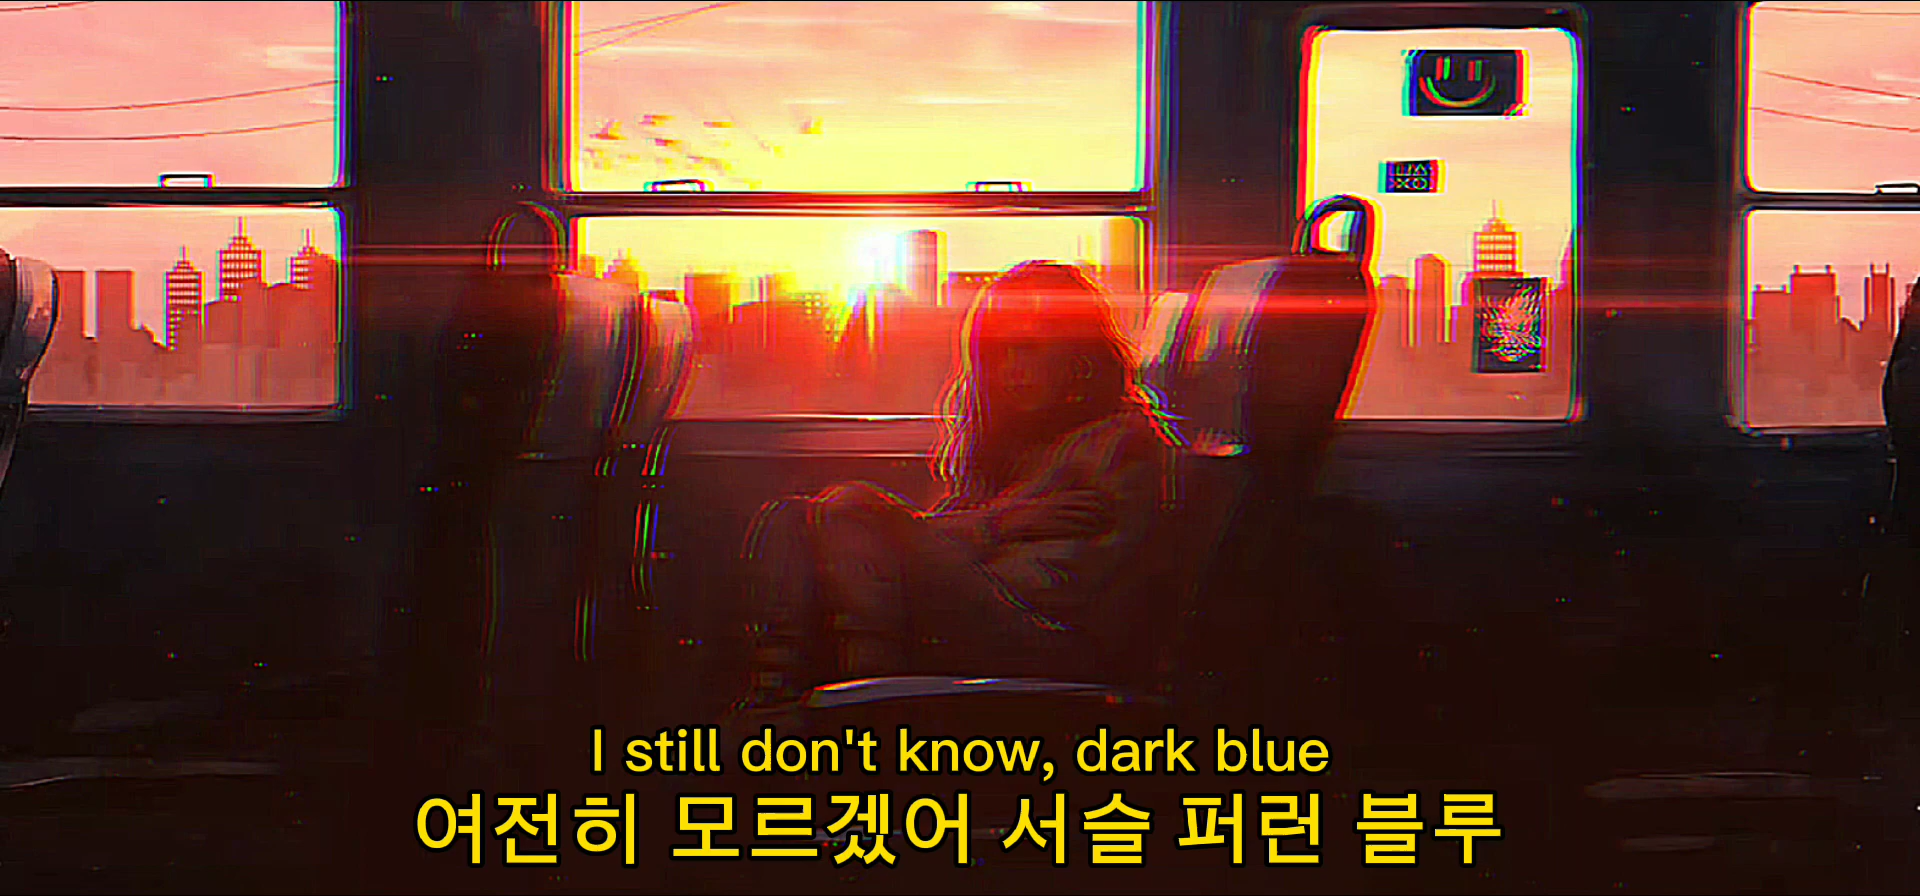 I still don't know, dark blue
여전히 모르겠어 서슬 퍼런 블루